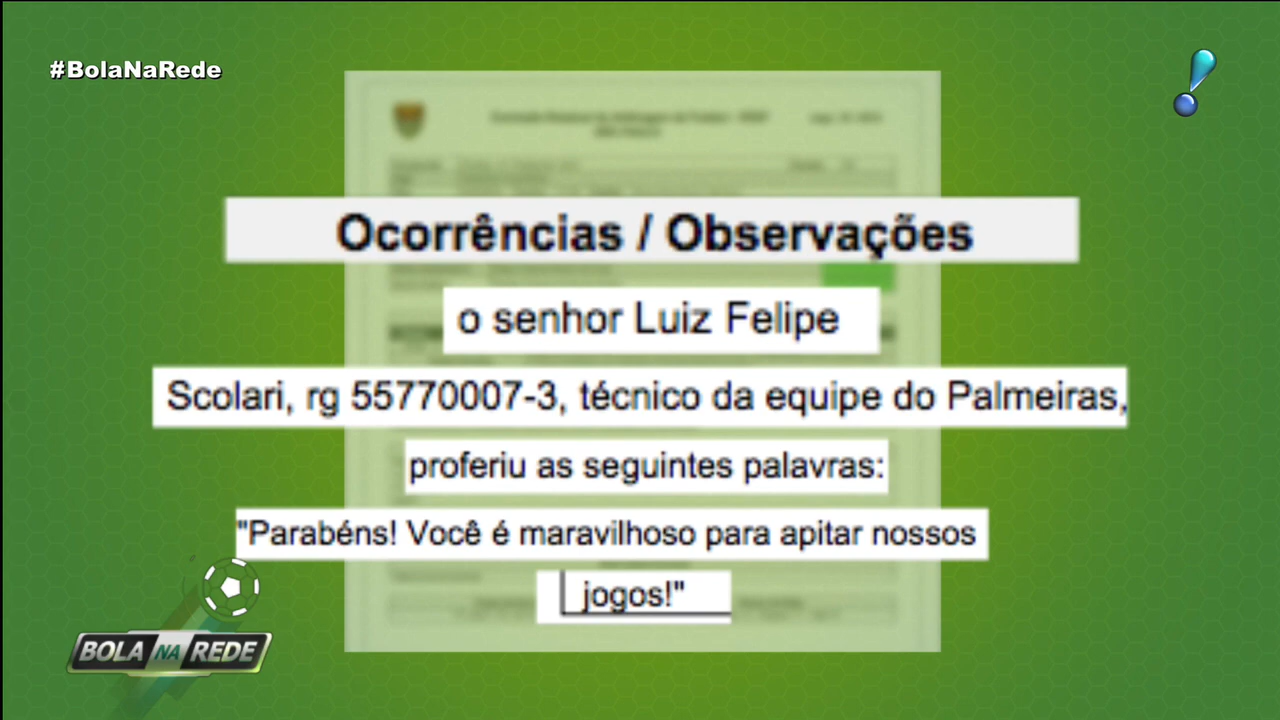 #BolaNaRede
Ocorrências / Observações
o senhor Luiz Felipe
Scolari, rg 55770007-3, técnico da equipe do Palmeiras,
proferiu as seguintes palavras:
"Parabéns! Você é maravilhoso para apitar nossos
jogos!"
BOLA NA REDE